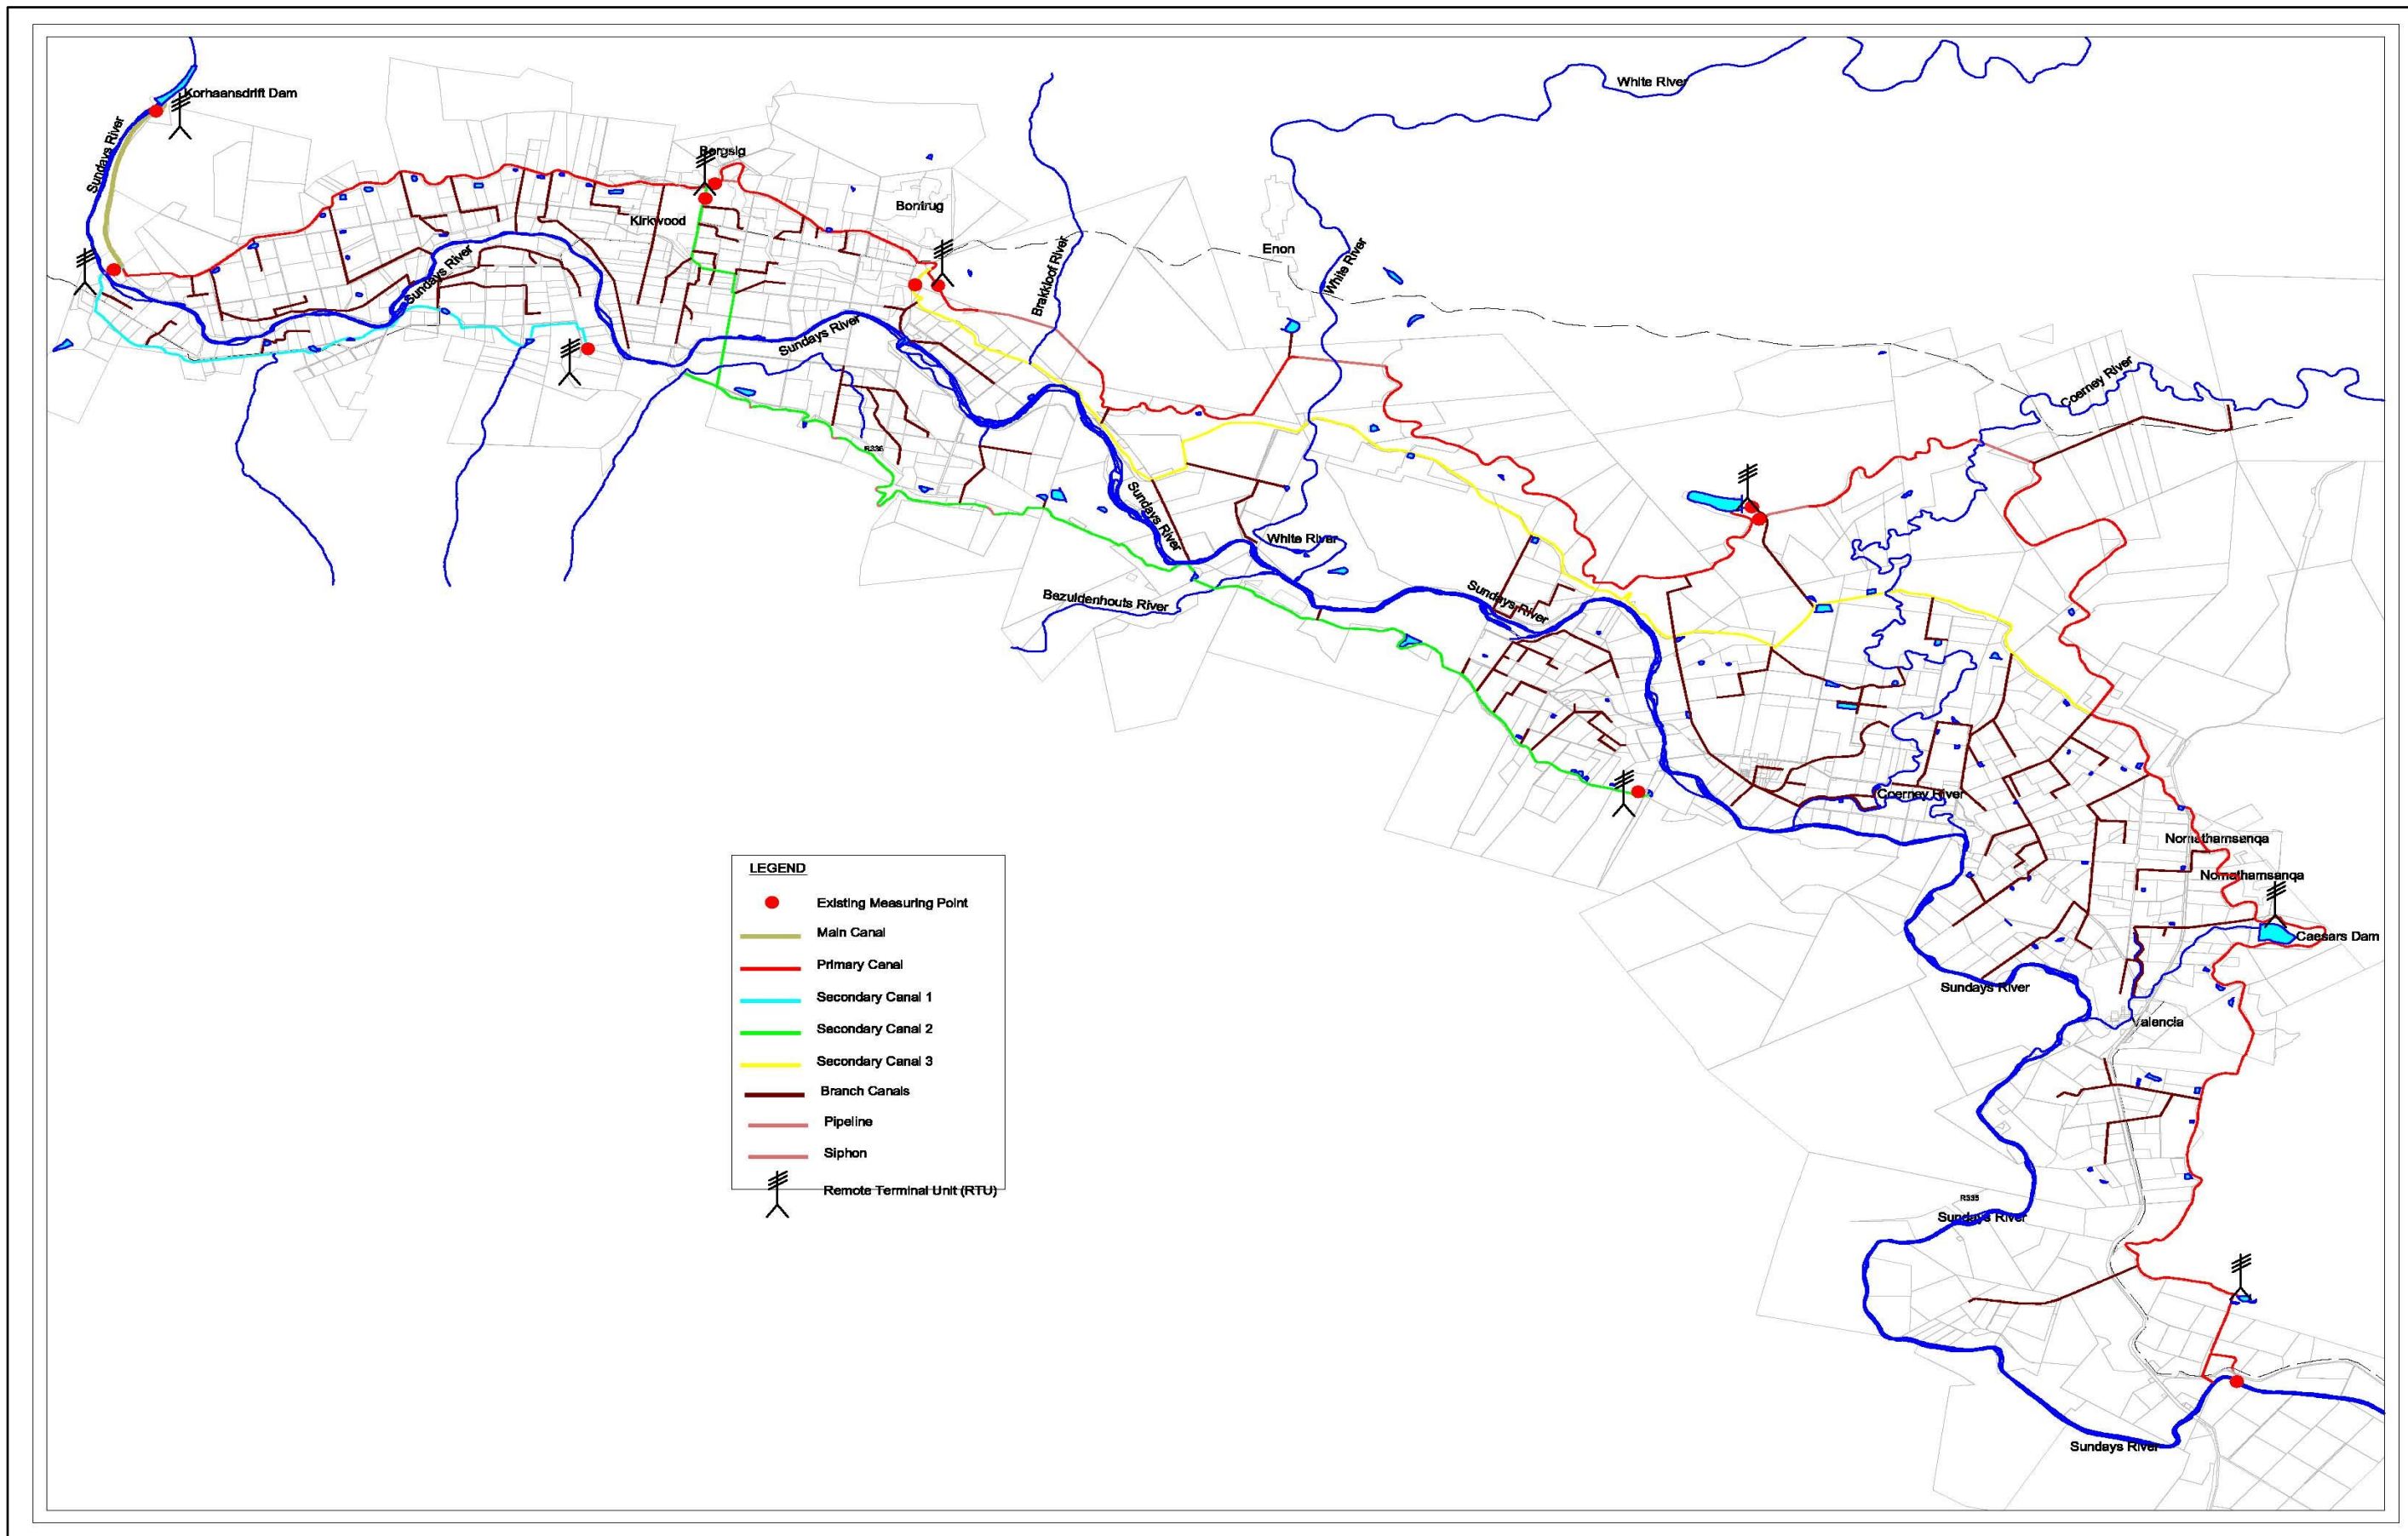 White River
Korhaansdrift Dam
Sundays River
Bergsig
Bontrug
Kirkwood
Enon
Brakkloof River
White River
Sundays River
Sundays River
Coerney River
R336
Sundays River
White River
Bezuidenhouts River
Sundays River
Coerney River
Nomathamsanqa
Nomathamsanqa
Caesars Dam
Sundays River
Valencia
R335
Sundays River
Sundays River
LEGEND
Existing Measuring Point
Main Canal
Primary Canal
Secondary Canal 1
Secondary Canal 2
Secondary Canal 3
Branch Canals
Pipeline
Siphon
Remote Terminal Unit (RTU)